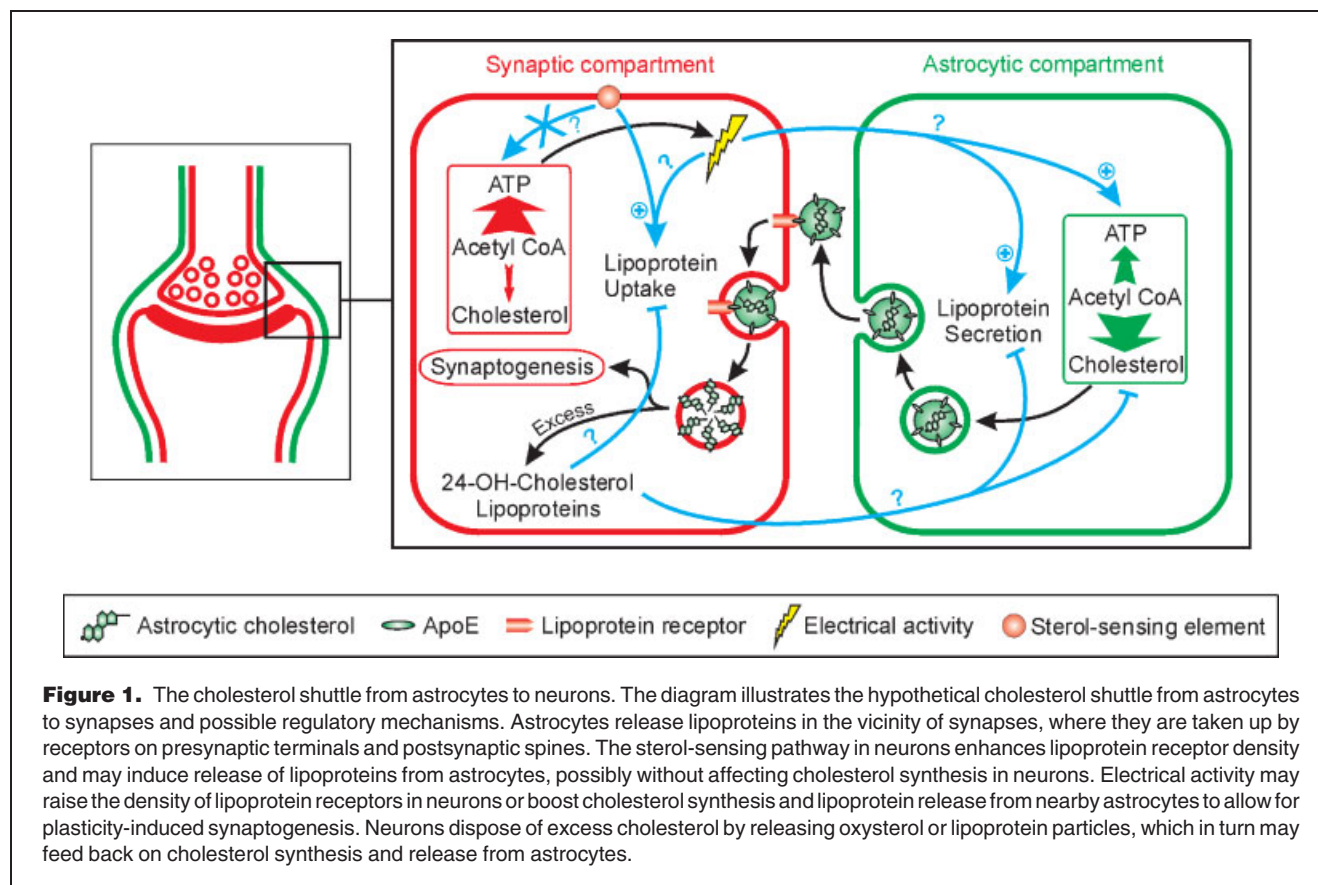 Synaptic compartment
Astrocytic compartment
?
?
?
ATP
Acetyl CoA
Cholesterol
⊕
Lipoprotein
Uptake
Synaptogenesis
Excess
?
24-OH-Cholesterol
Lipoproteins
⊕
⊕
ATP
Acetyl CoA
Cholesterol
Lipoprotein
Secretion
?
Astrocytic cholesterol
ApoE
Lipoprotein receptor
Electrical activity
Sterol-sensing element
Figure 1. The cholesterol shuttle from astrocytes to neurons. The diagram illustrates the hypothetical cholesterol shuttle from astrocytes
to synapses and possible regulatory mechanisms. Astrocytes release lipoproteins in the vicinity of synapses, where they are taken up by
receptors on presynaptic terminals and postsynaptic spines. The sterol-sensing pathway in neurons enhances lipoprotein receptor density
and may induce release of lipoproteins from astrocytes, possibly without affecting cholesterol synthesis in neurons. Electrical activity may
raise the density of lipoprotein receptors in neurons or boost cholesterol synthesis and lipoprotein release from nearby astrocytes to allow for
plasticity-induced synaptogenesis. Neurons dispose of excess cholesterol by releasing oxysterol or lipoprotein particles, which in turn may
feed back on cholesterol synthesis and release from astrocytes.